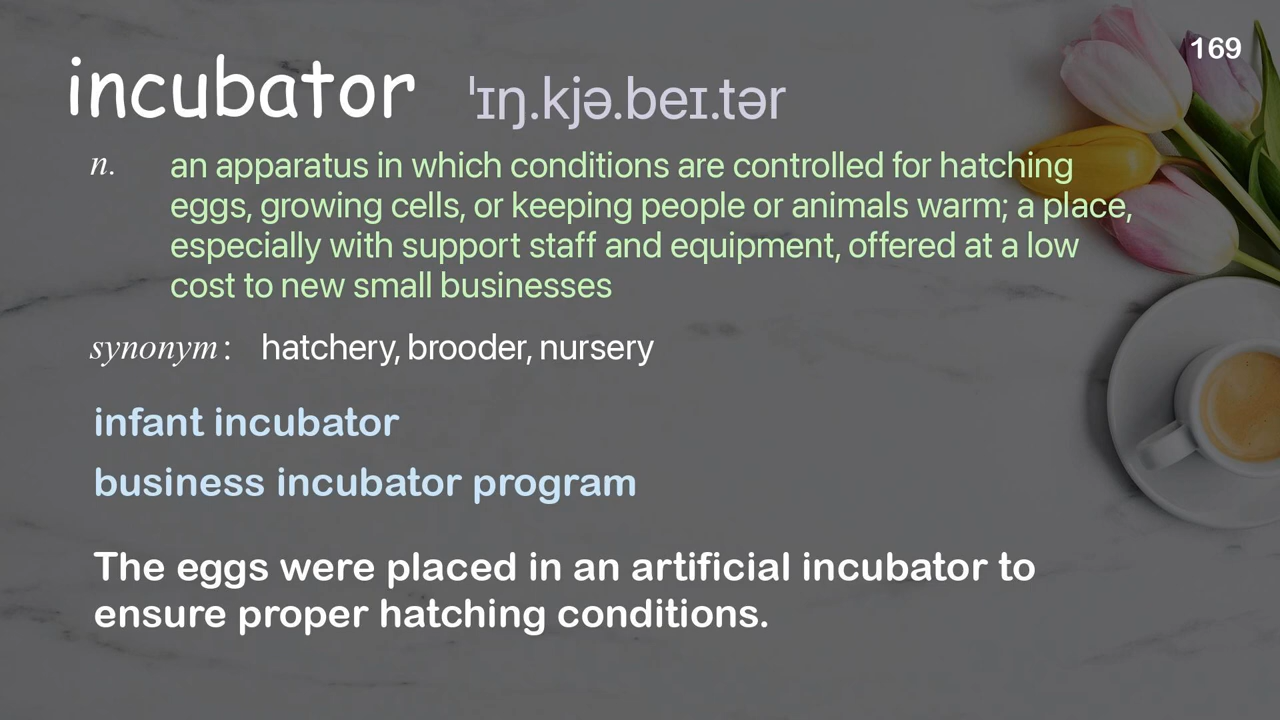 169
incubator ˈɪŋ.kjə.beɪ.tər
n. an apparatus in which conditions are controlled for hatching
eggs, growing cells, or keeping people or animals warm; a place,
especially with support staff and equipment, offered at a low
cost to new small businesses
synonym: hatchery, brooder, nursery
infant incubator
business incubator program
The eggs were placed in an artificial incubator to
ensure proper hatching conditions.